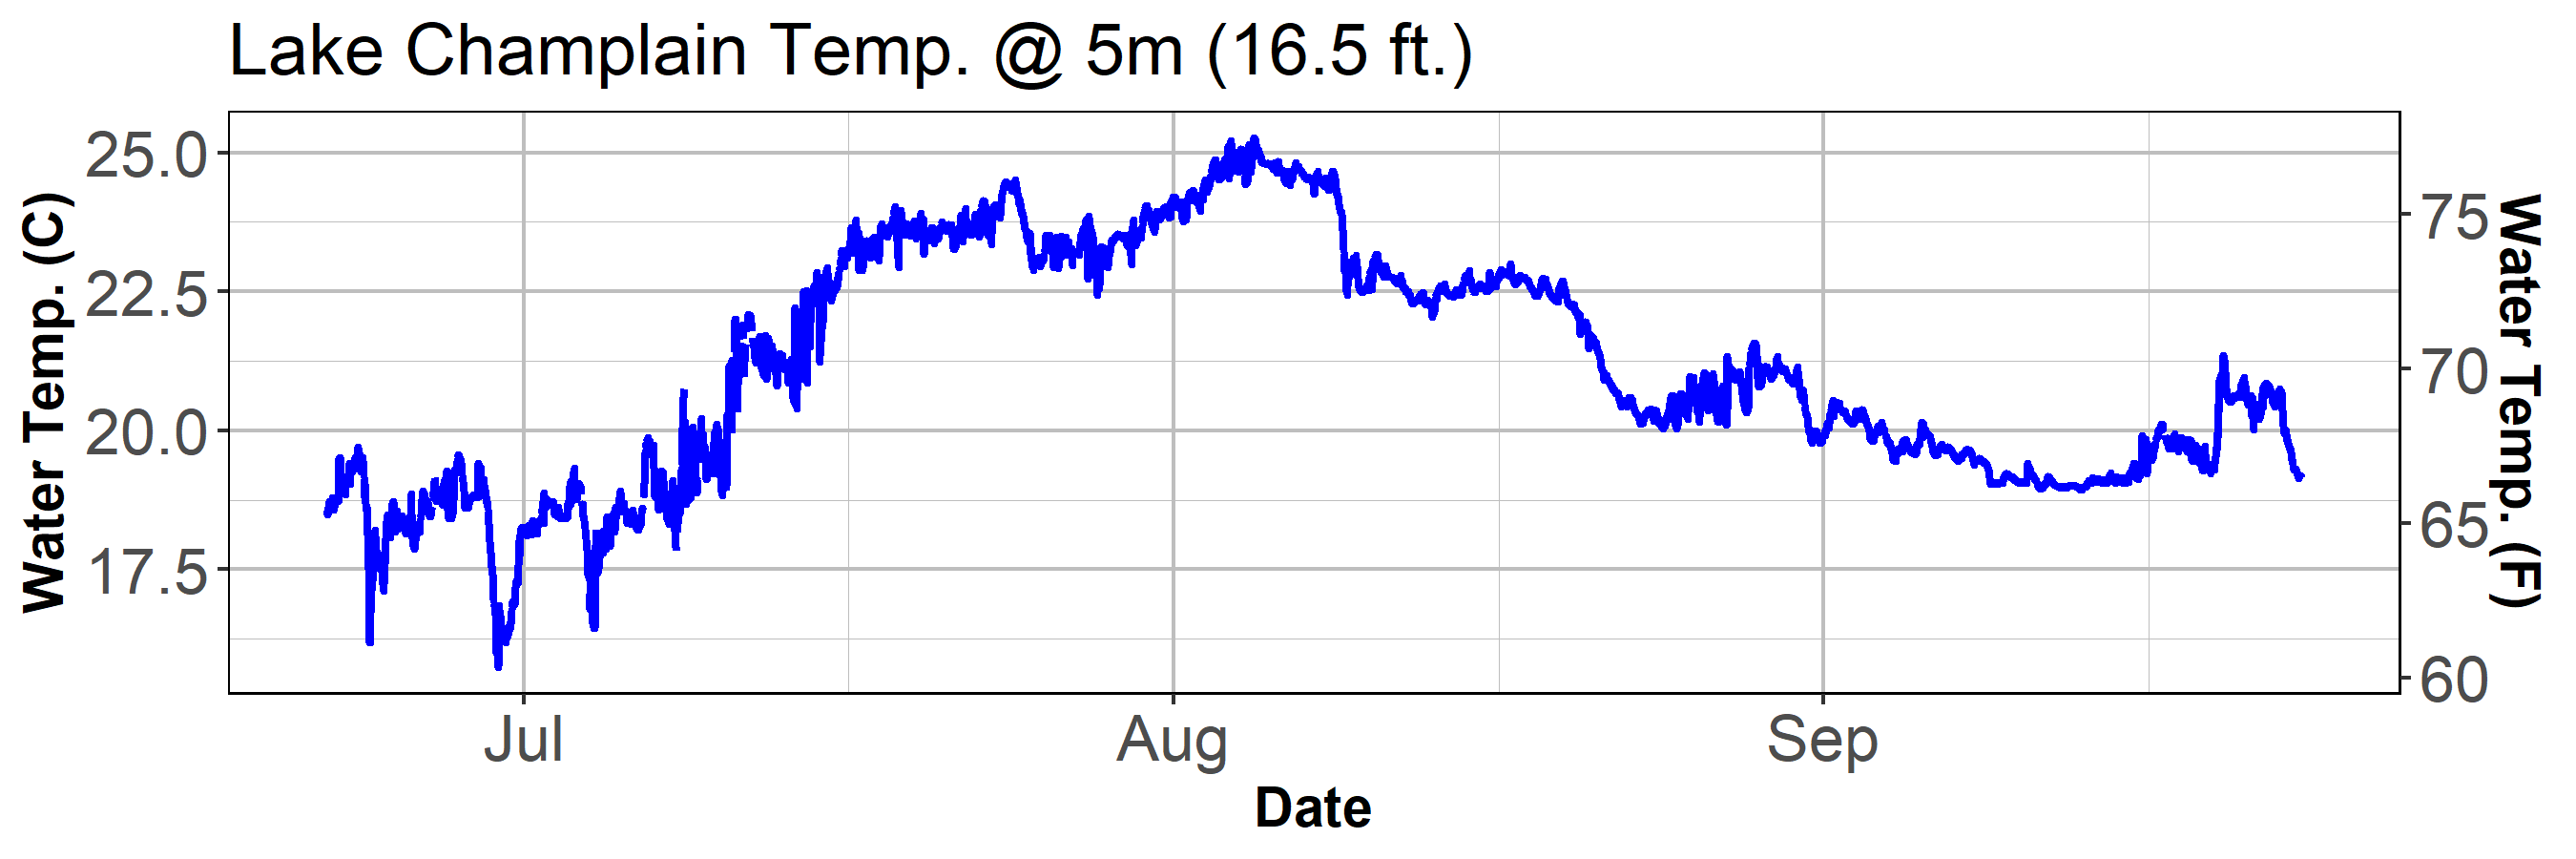 Lake Champlain Temp. @ 5m (16.5 ft.)
Water Temp. (C)
25.0
22.5
20.0
17.5
75
70
65
60
Water Temp. (F)
Jul
Aug
Sep
Date